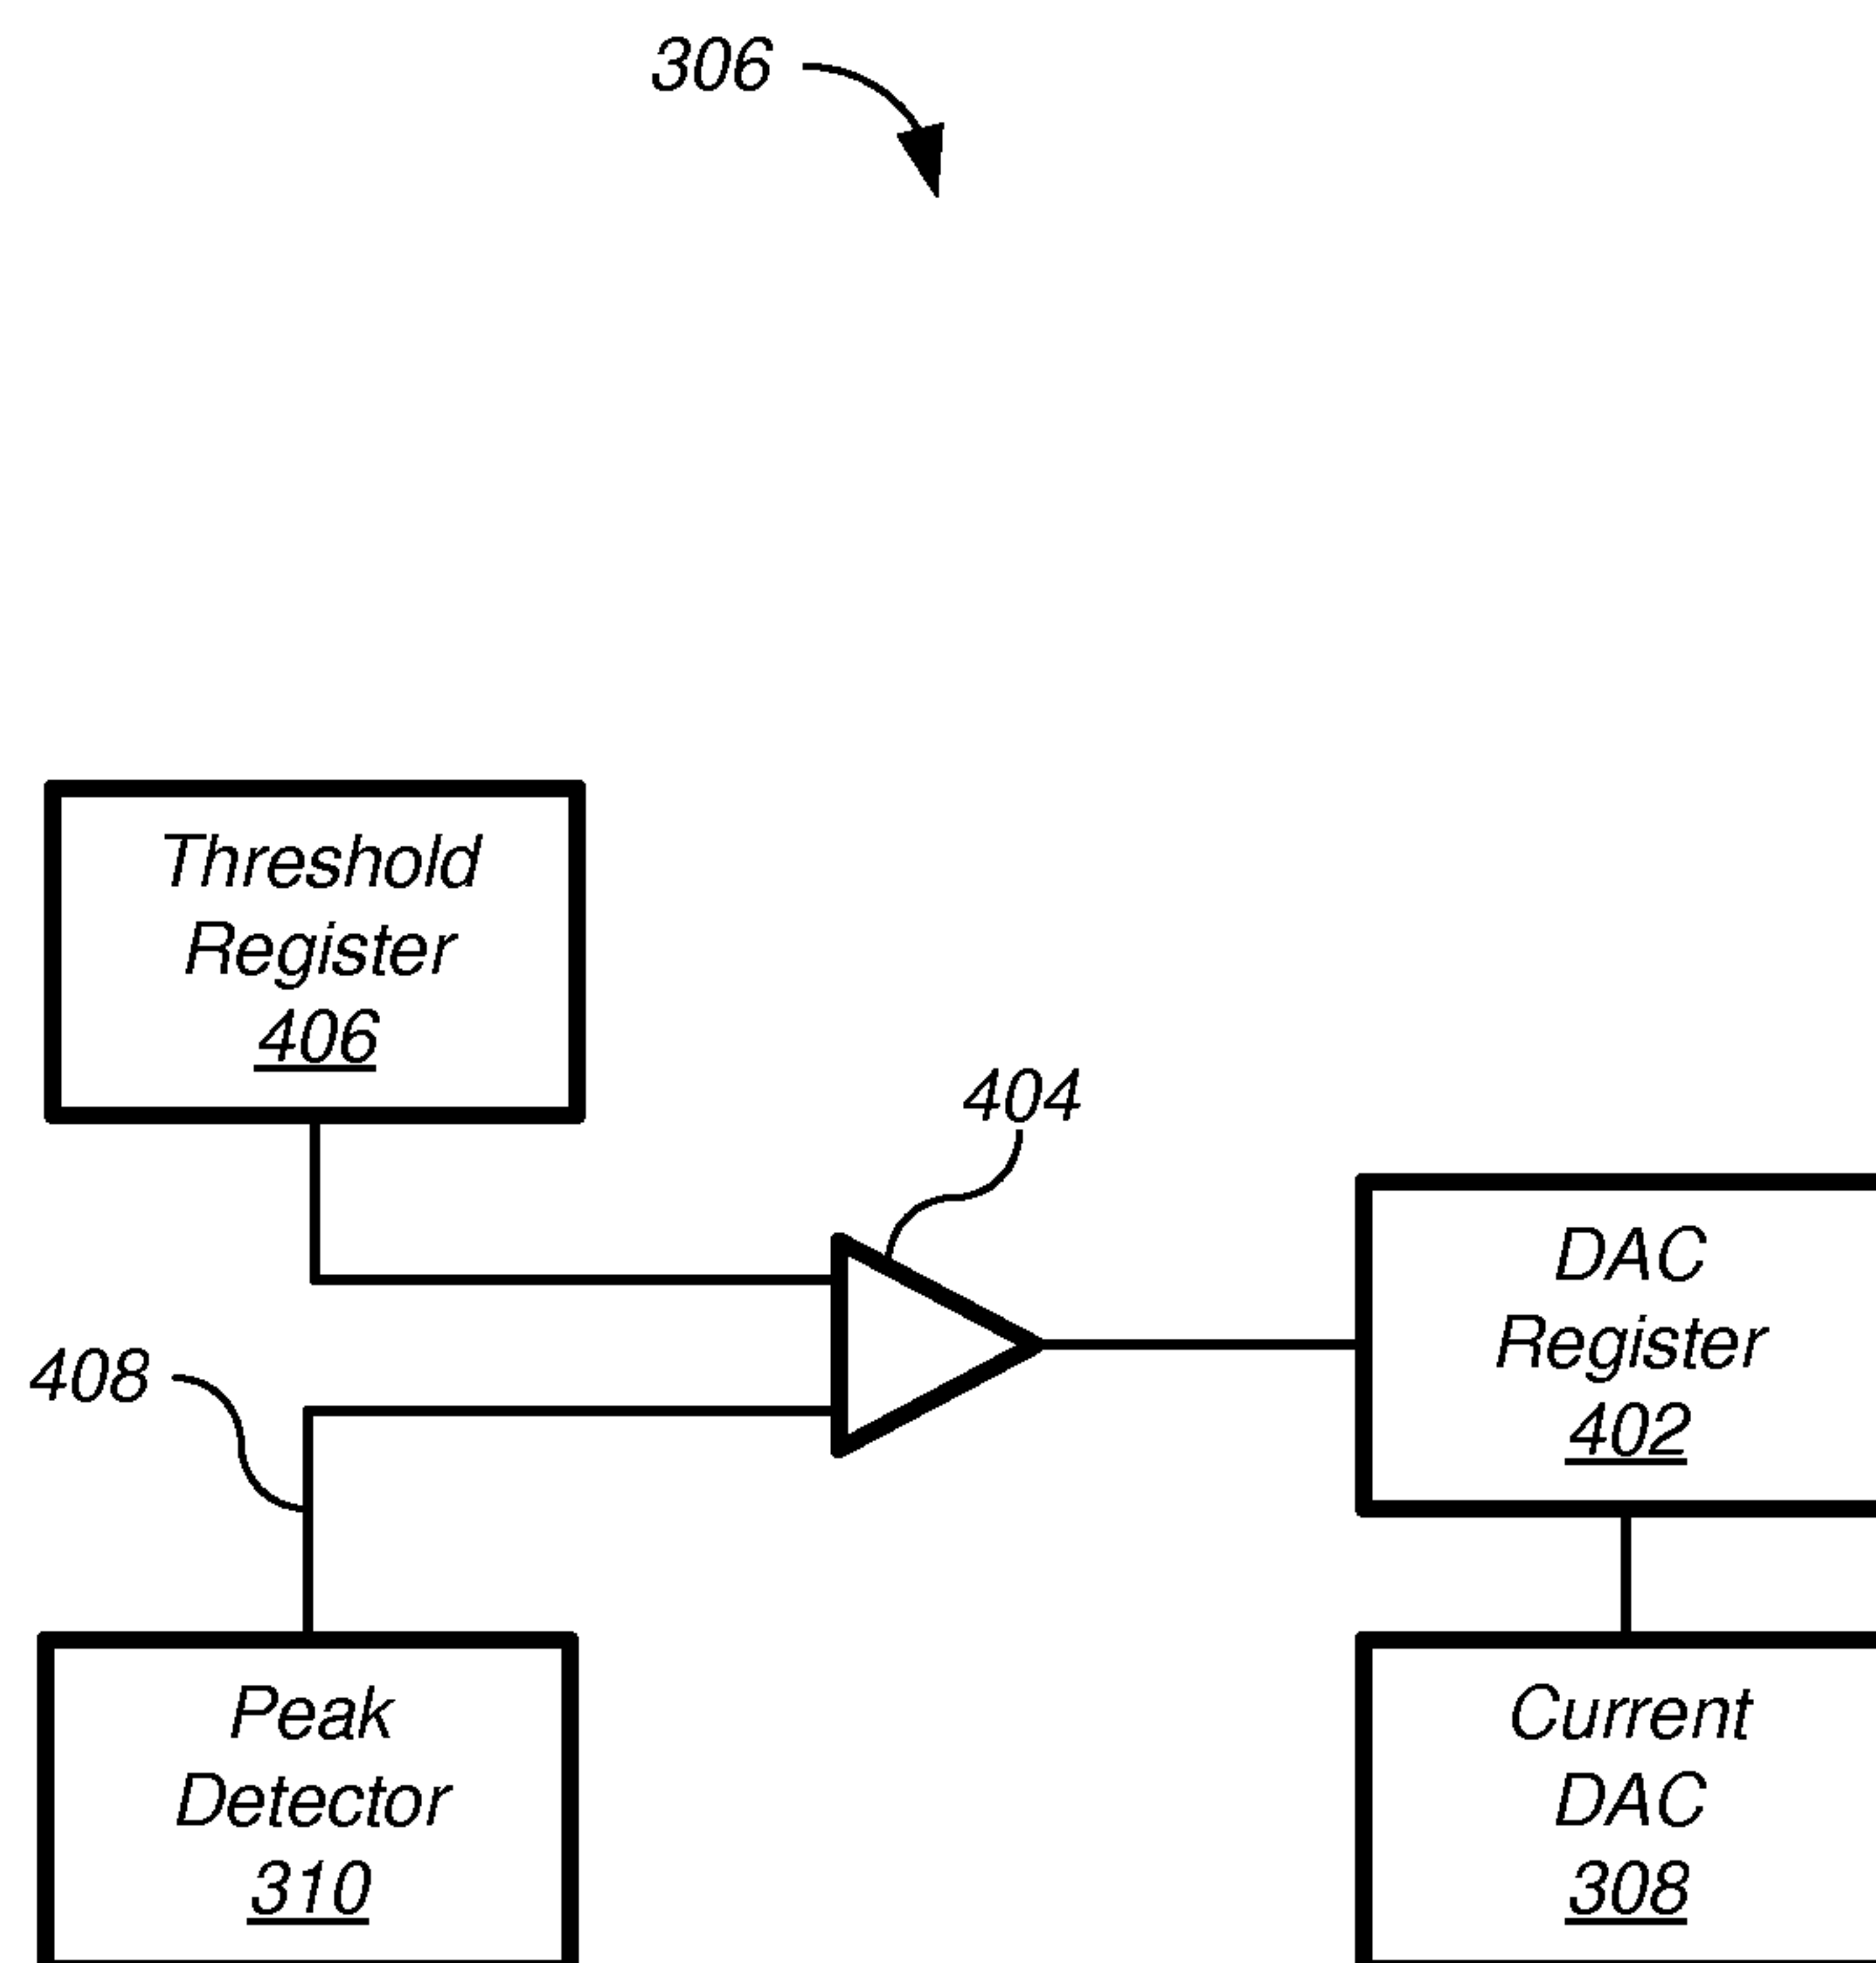 306
Threshold
Register
406
404
DAC
Register
402
408
Peak
Detector
310
Current
DAC
308